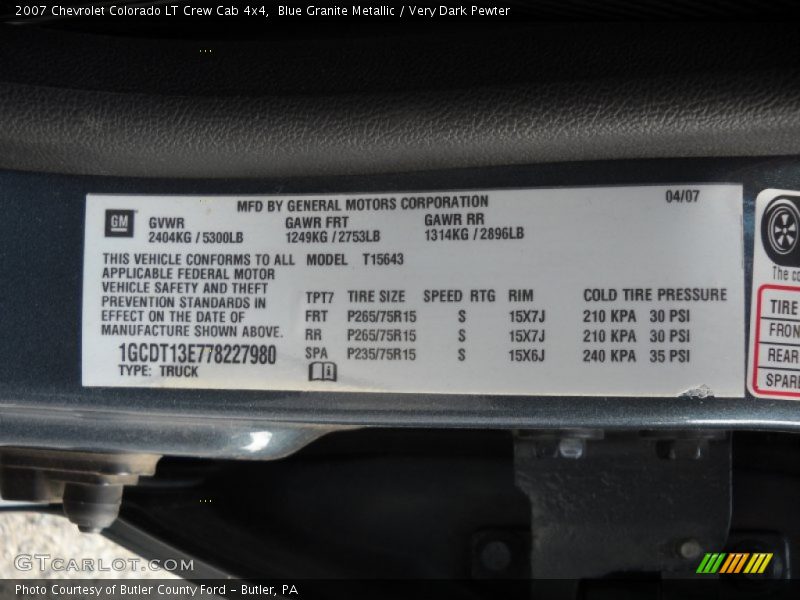 2007 Chevrolet Colorado LT Crew Cab 4x4, Blue Granite Metallic / Very Dark Pewter
MFD BY GENERAL MOTORS CORPORATION 04/07
GM
GVWR GAWR FRT GAWR RR
2404KG / 5300LB 1249KG / 2753LB 1314KG / 2896LB
THIS VEHICLE CONFORMS TO ALL MODEL T15643
APPLICABLE FEDERAL MOTOR
VEHICLE SAFETY AND THEFT
PREVENTION STANDARDS IN
EFFECT ON THE DATE OF
MANUFACTURE SHOWN ABOVE.
1GCDT13E778227980
TYPE: TRUCK
TPT7 TIRE SIZE SPEED RTG RIM COLD TIRE PRESSURE
FRT P265/75R15 S 15X7J 210 KPA 30 PSI
RR P265/75R15 S 15X7J 210 KPA 30 PSI
SPA P235/75R15 S 15X6J 240 KPA 35 PSI
The co
TIRE
FRON
REAR
SPAR
GTCarLot.com
Photo Courtesy of Butler County Ford - Butler, PA